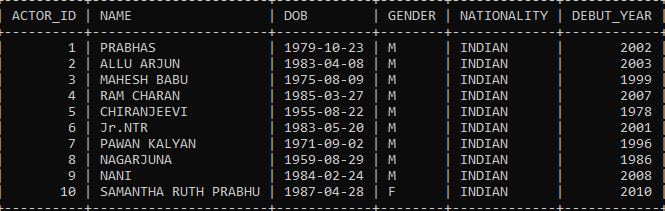 ACTOR_ID | NAME | DOB | GENDER | NATIONALITY | DEBUT_YEAR
1 | PRABHAS | 1979-10-23 | M | INDIAN | 2002
2 | ALLU ARJUN | 1983-04-08 | M | INDIAN | 2003
3 | MAHESH BABU | 1975-08-09 | M | INDIAN | 1999
4 | RAM CHARAN | 1985-03-27 | M | INDIAN | 2007
5 | CHIRANJEEVI | 1955-08-22 | M | INDIAN | 1978
6 | Jr.NTR | 1983-05-20 | M | INDIAN | 2001
7 | PAWAN KALYAN | 1971-09-02 | M | INDIAN | 1996
8 | NAGARJUNA | 1959-08-29 | M | INDIAN | 1986
9 | NANI | 1984-02-24 | M | INDIAN | 2008
10 | SAMANTHA RUTH PRABHU | 1987-04-28 | F | INDIAN | 2010